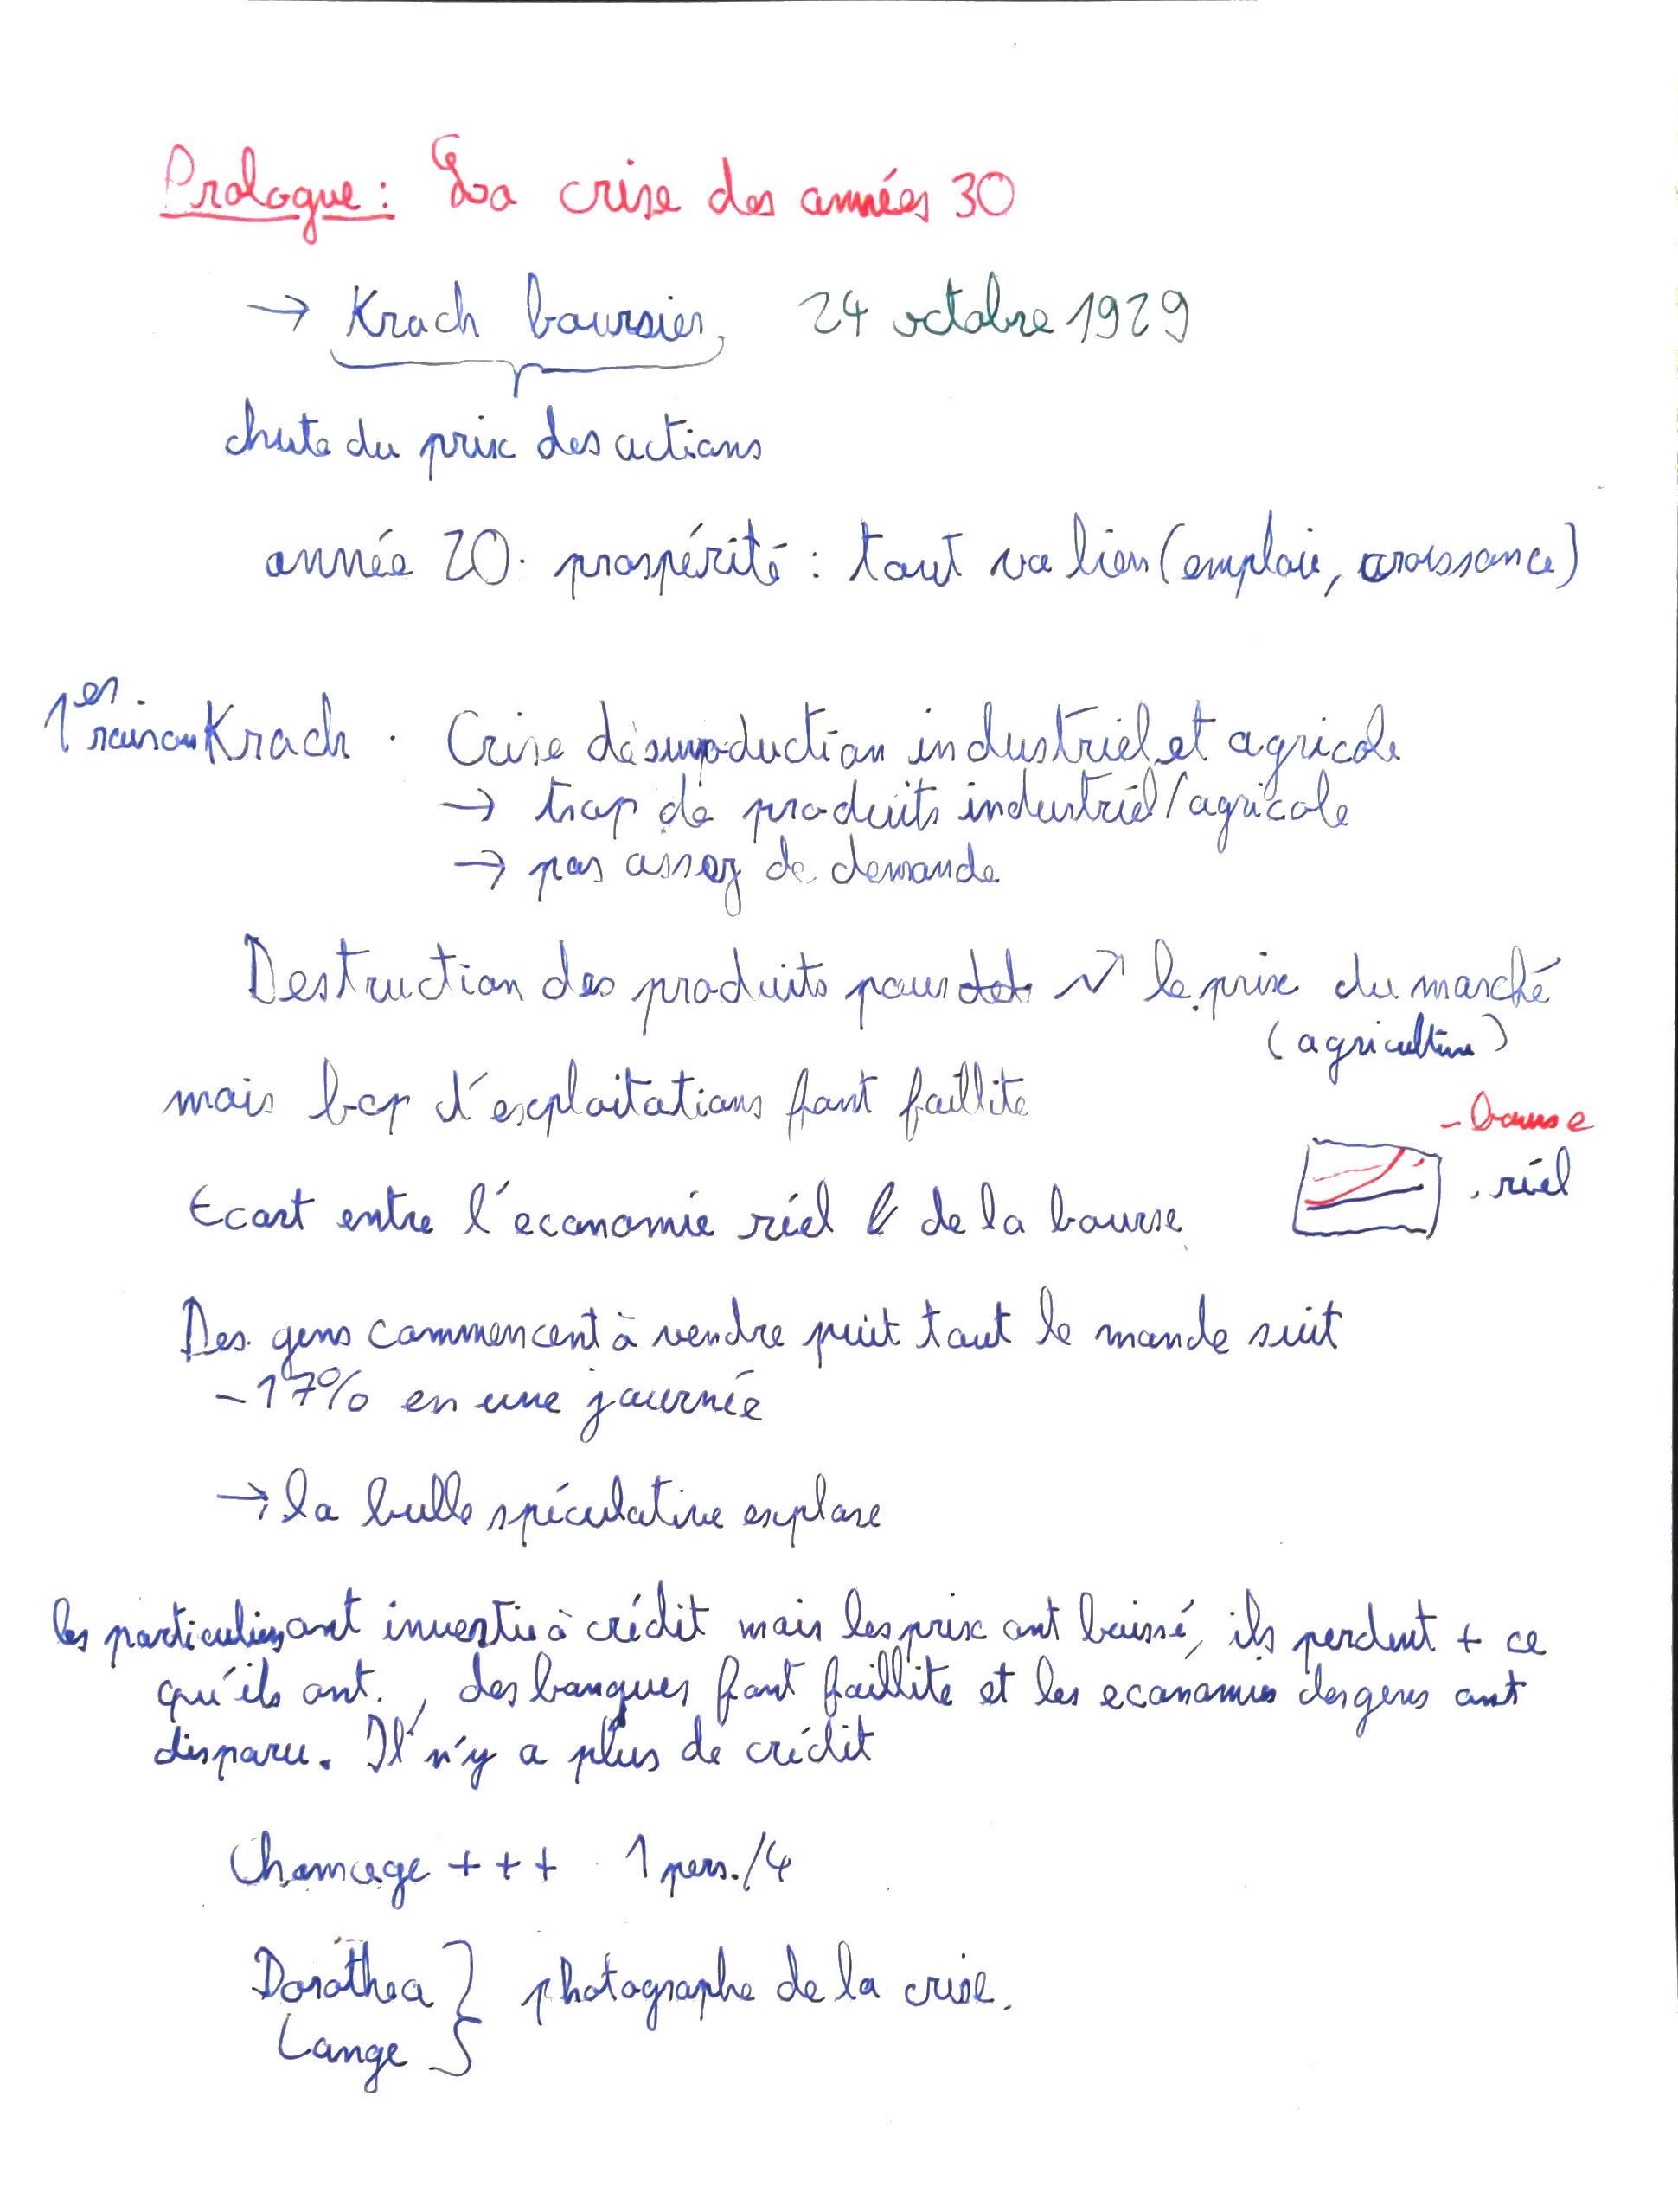 Prologue : La crise des années 30
→ Krach boursier, 24 octobre 1929
chute du prix des actions
année 20 . prospérité : tout va bien (emploie, croissance)
1er raison Krach . Crise de surproduction industriel et agricole
→ trop de produits industriel/agricole
→ pas assez de demande
Destruction des produits pour ↗ le prix du marché
(agriculture)
mais bcp d'exploitations font faillite
- bourse
. réel
Ecart entre l'economie réel & de la bourse
Des gens commencent à vendre puit tout le monde suit
-17% en une journée
→ la bulle spéculative explose
les particuliers ont investie à crédit mais les prix ont baissé, ils perdent + ce
qu'ils ont. , des banques font faillite et les economies des gens ont
disparu. Il n'y a plus de crédit
Chomage +++ 1 pers./4
Dorothea } photographe de la crise.
Lange